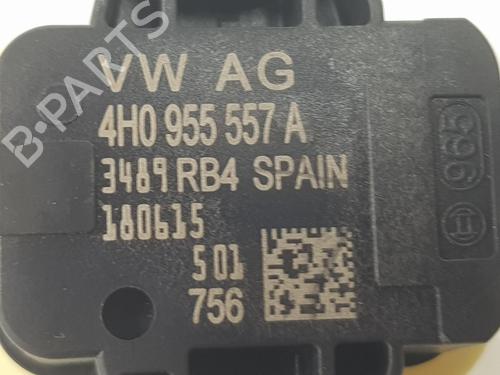 VW AG
4H0 955 557 A
3489 RB4 SPAIN
180615
501
756
965
B-PARTS